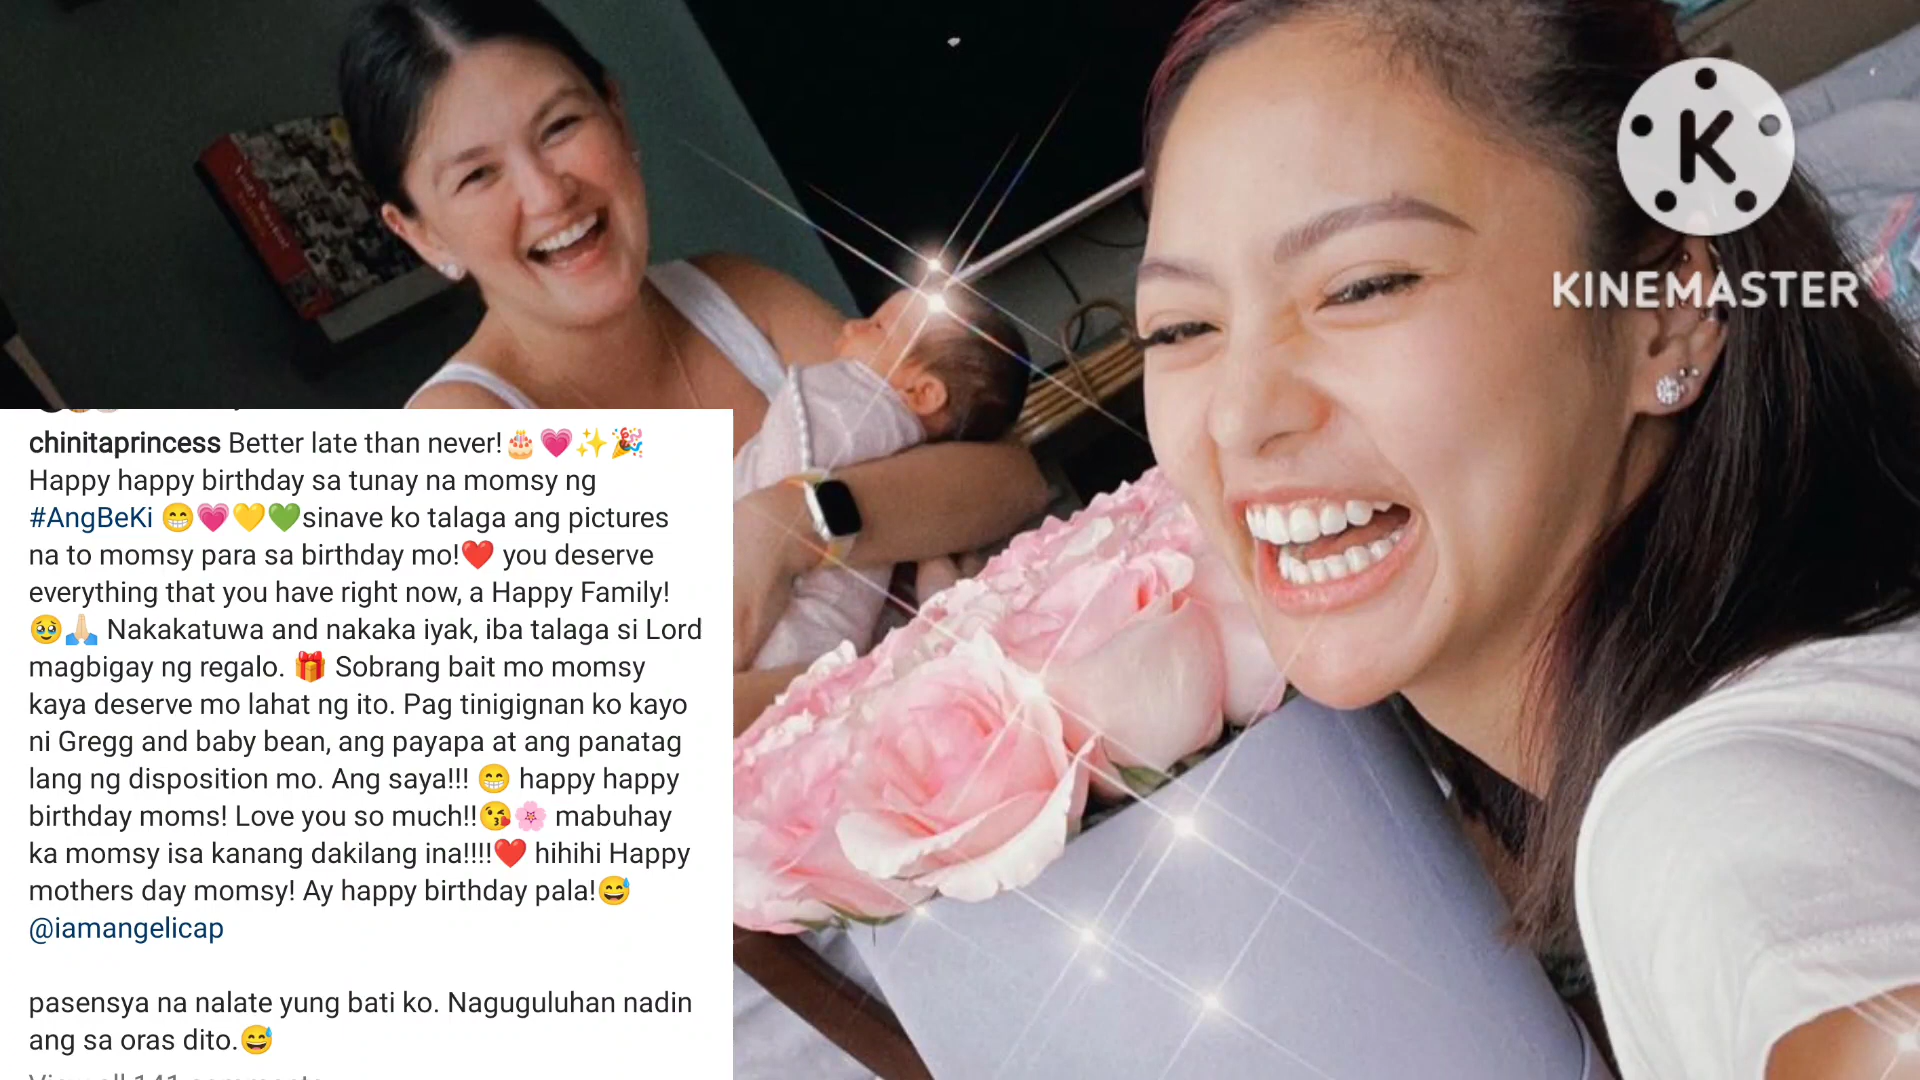 K
KINEMASTER
chinitaprincess Better late than never!🎂💗✨🎉
Happy happy birthday sa tunay na momsy ng
#AngBeKi 😁💗💛💚sinave ko talaga ang pictures
na to momsy para sa birthday mo!❤️ you deserve
everything that you have right now, a Happy Family!
🥹🙏🏻 Nakakatuwa and nakaka iyak, iba talaga si Lord
magbigay ng regalo. 🎁 Sobrang bait mo momsy
kaya deserve mo lahat ng ito. Pag tinigignan ko kayo
ni Gregg and baby bean, ang payapa at ang panatag
lang ng disposition mo. Ang saya!!! 😁 happy happy
birthday moms! Love you so much!!😘🌸 mabuhay
ka momsy isa kanang dakilang ina!!!!❤️ hihihi Happy
mothers day momsy! Ay happy birthday pala!😅
@iamangelicap
pasensya na nalate yung bati ko. Naguguluhan nadin
ang sa oras dito.😅
View all 141 comments